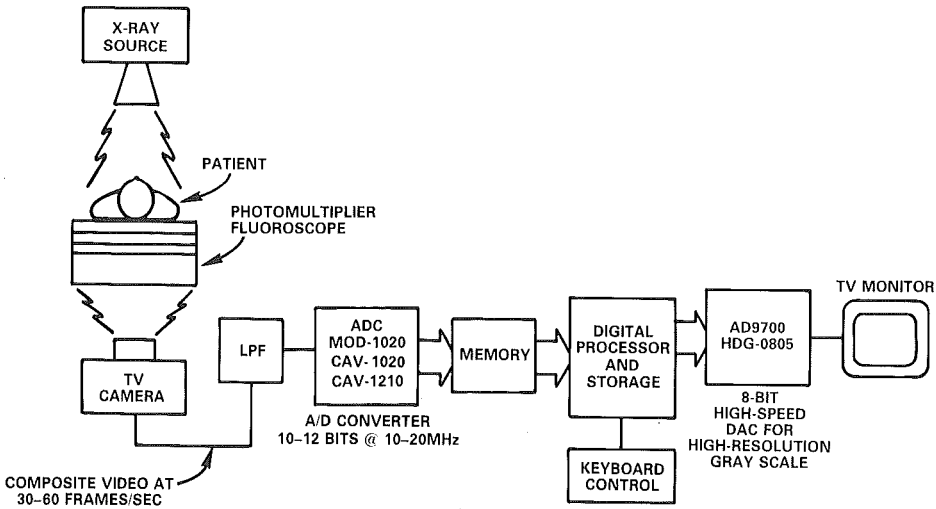 X-RAY
SOURCE
PATIENT
PHOTOMULTIPLIER
FLUOROSCOPE
TV
CAMERA
COMPOSITE VIDEO AT
30–60 FRAMES/SEC
LPF
ADC
MOD-1020
CAV-1020
CAV-1210
A/D CONVERTER
10–12 BITS @ 10–20MHz
MEMORY
DIGITAL
PROCESSOR
AND
STORAGE
KEYBOARD
CONTROL
AD9700
HDG-0805
8-BIT
HIGH-SPEED
DAC FOR
HIGH-RESOLUTION
GRAY SCALE
TV MONITOR